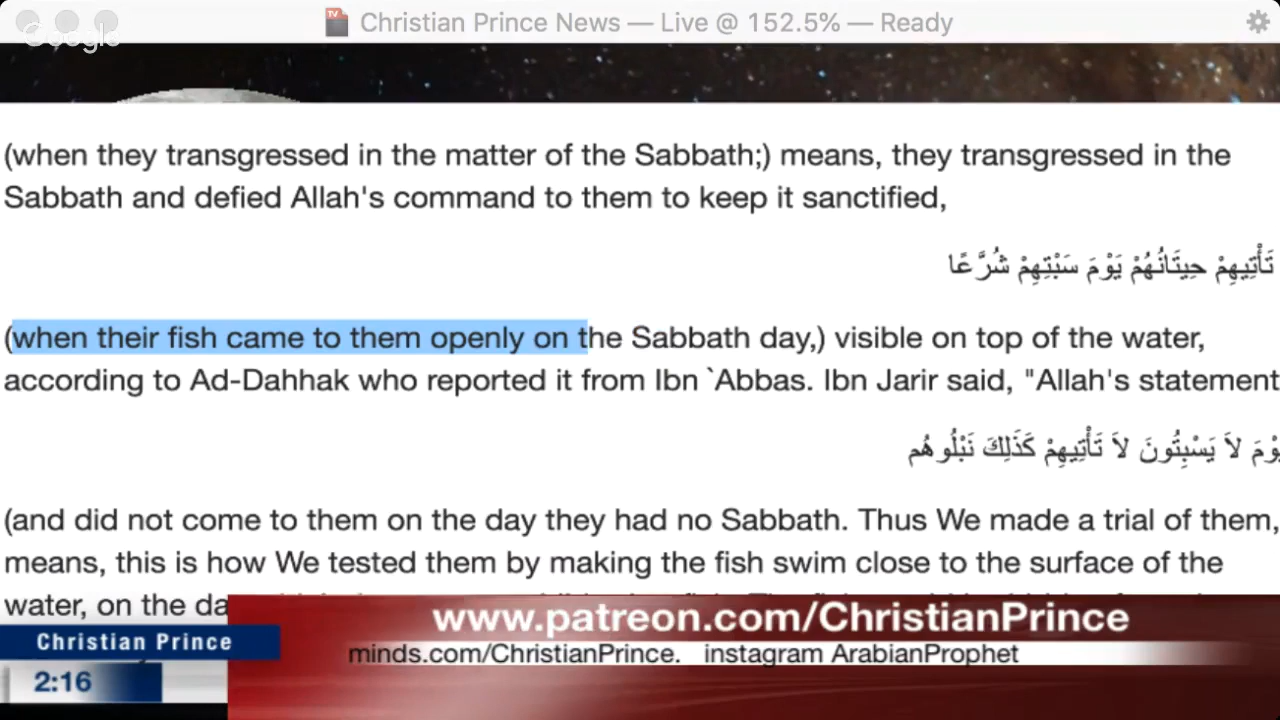 Christian Prince News — Live @ 152.5% — Ready
Google
(when they transgressed in the matter of the Sabbath;) means, they transgressed in the
Sabbath and defied Allah's command to them to keep it sanctified,
تَأْتِيهِمْ حِيتَانُهُمْ يَوْمَ سَبْتِهِمْ شُرَّعًا
(when their fish came to them openly on the Sabbath day,) visible on top of the water,
according to Ad-Dahhak who reported it from Ibn `Abbas. Ibn Jarir said, "Allah's statement
لاَ يَسْبِتُونَ لاَ تَأْتِيهِمْ كَذَلِكَ نَبْلُوهُم
(and did not come to them on the day they had no Sabbath. Thus We made a trial of them,
means, this is how We tested them by making the fish swim close to the surface of the
water, on the
www.patreon.com/ChristianPrince
Christian Prince
minds.com/ChristianPrince. instagram ArabianProphet
2:16